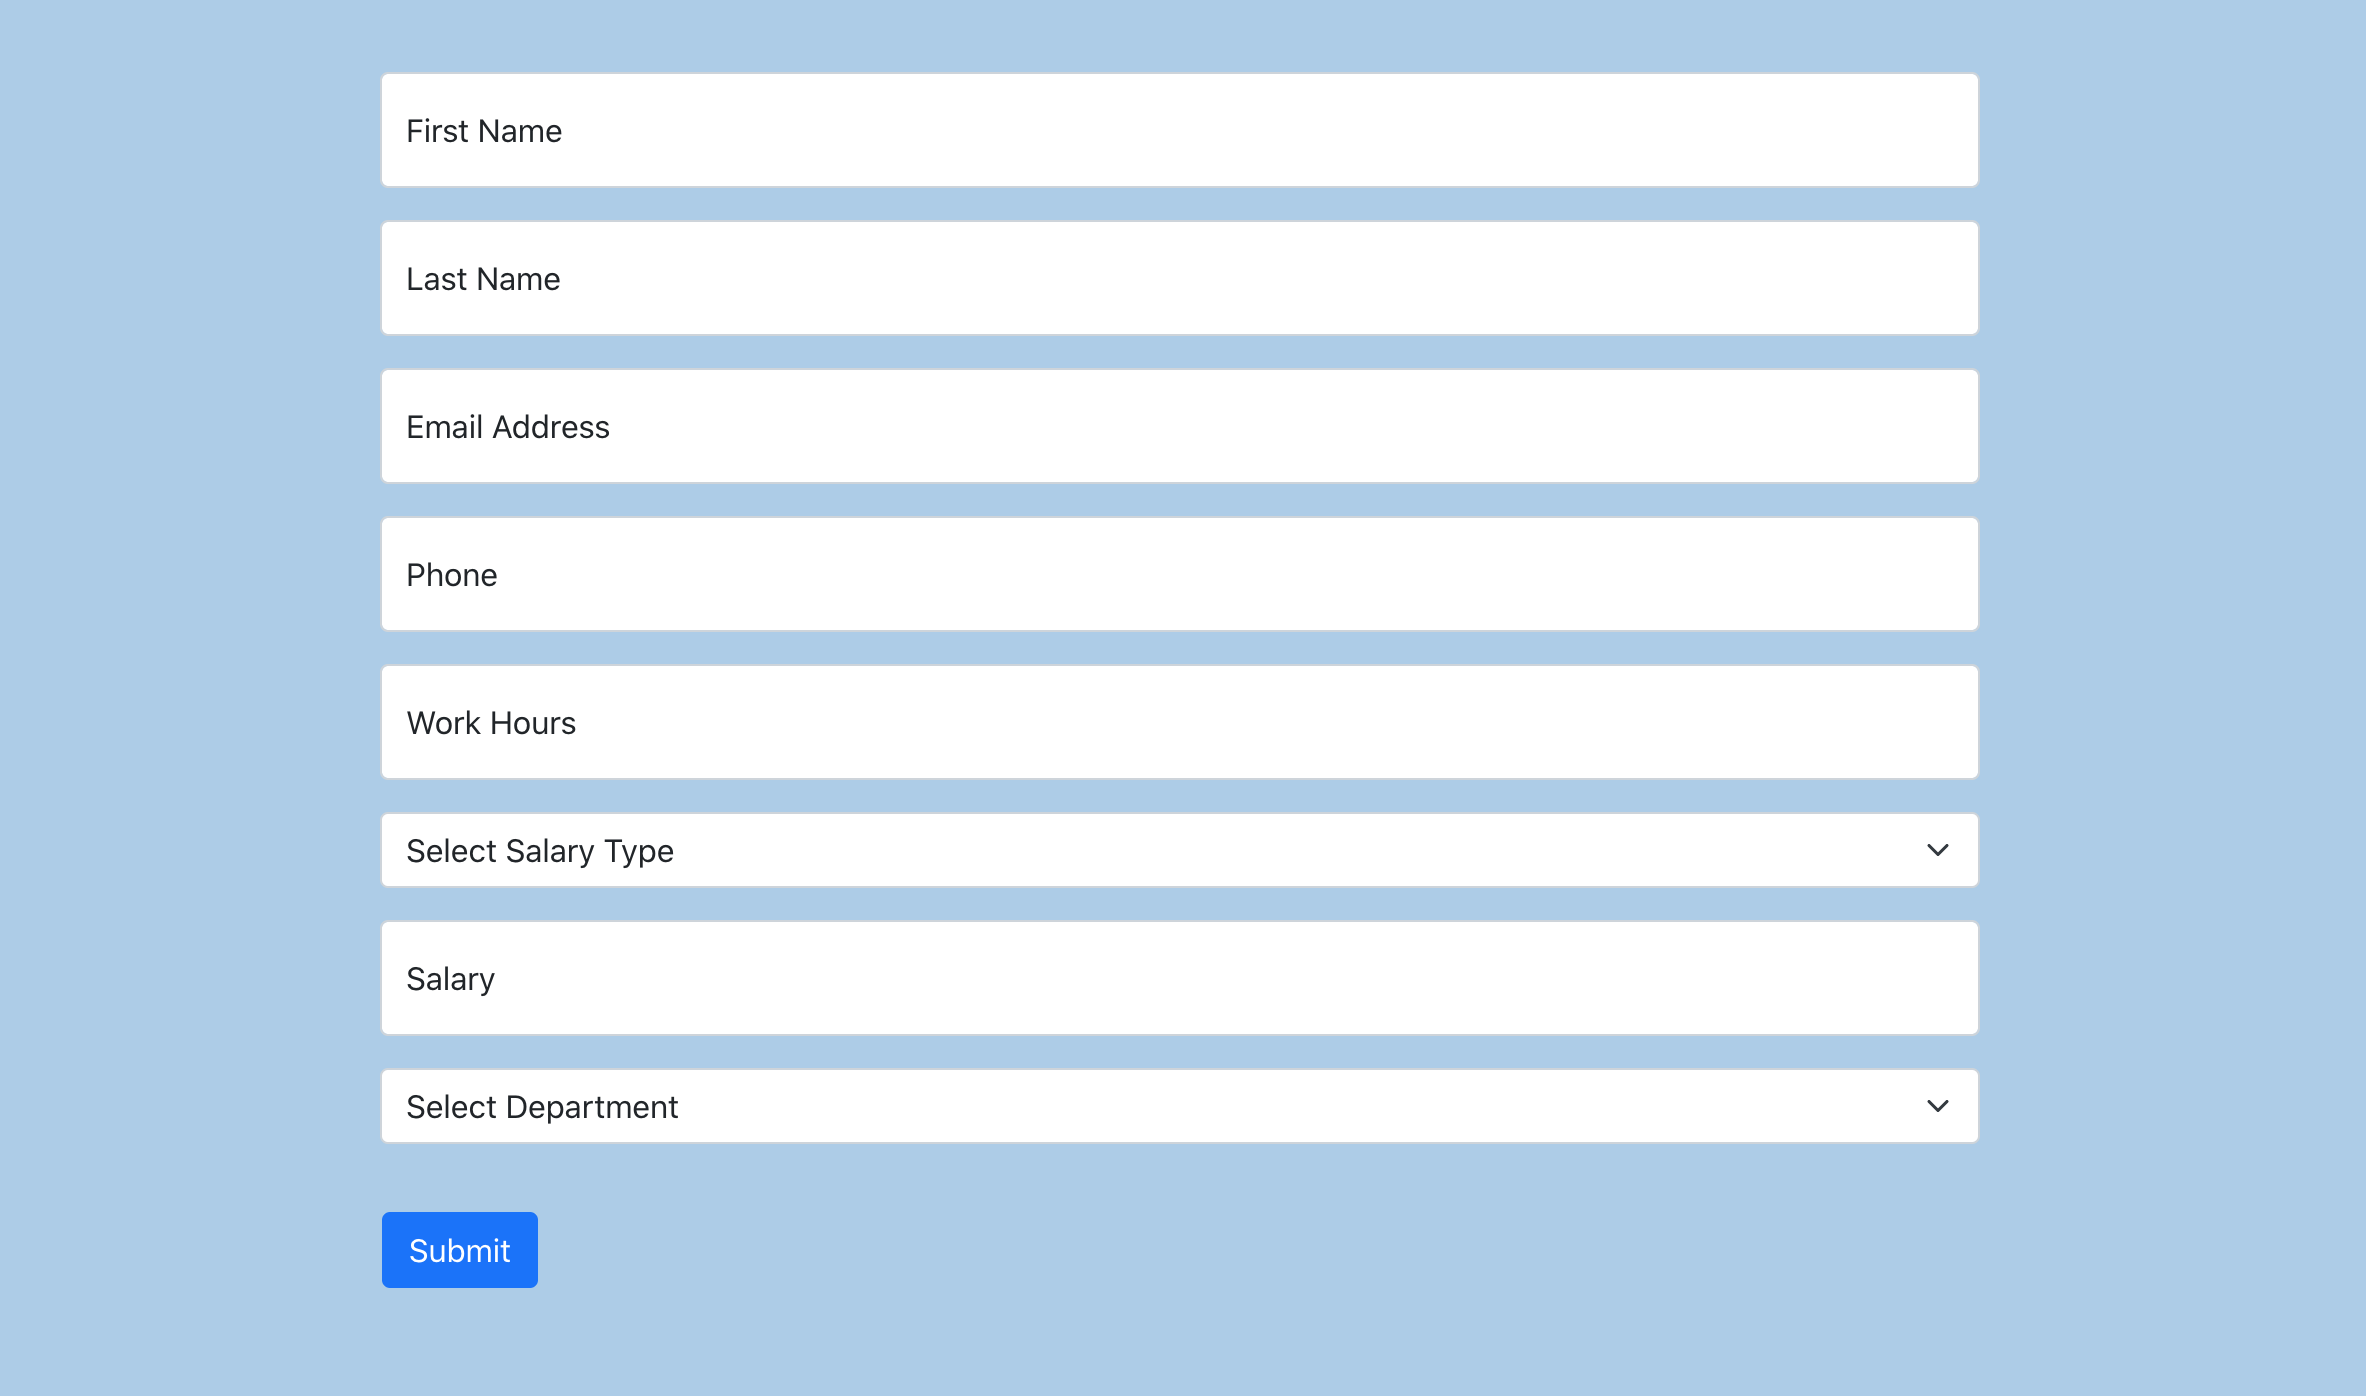 First Name
Last Name
Email Address
Phone
Work Hours
Select Salary Type
Salary
Select Department
Submit